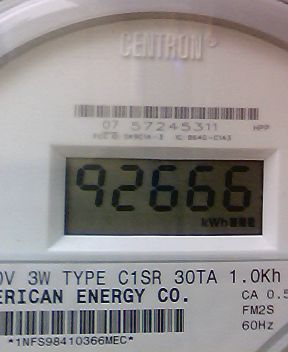 CENTRON®
07 57245311 HPP
92666
kWh
0V 3W TYPE C1SR 30TA 1.0Kh
ERICAN ENERGY CO. CA 0.5
FM2S
60Hz
*1NFS98410366MEC*